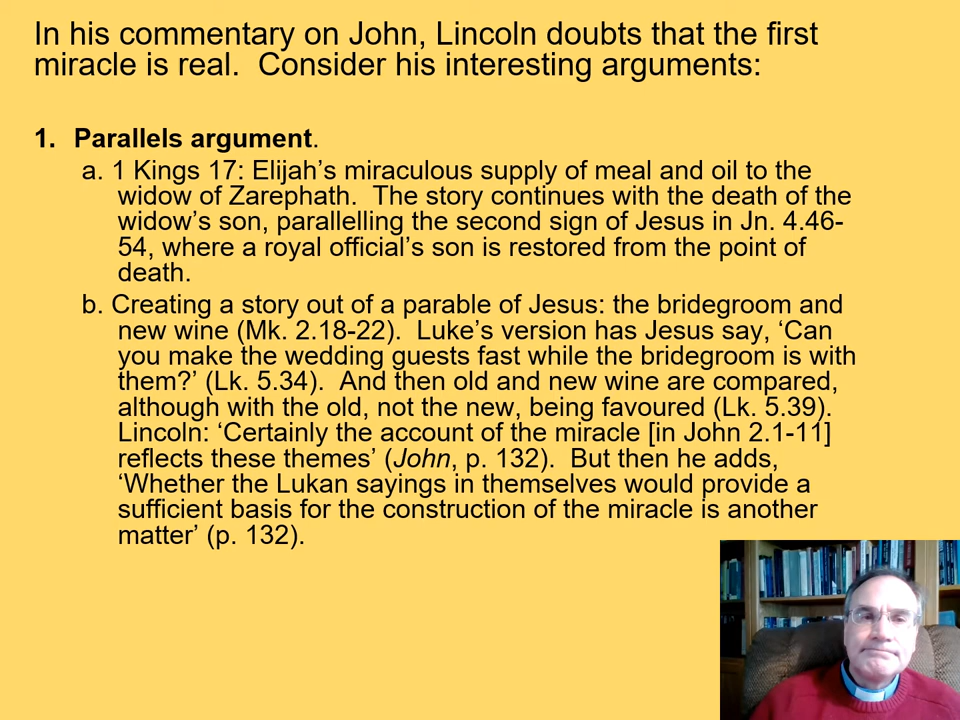 In his commentary on John, Lincoln doubts that the first
miracle is real.  Consider his interesting arguments:
1. Parallels argument.
a. 1 Kings 17: Elijah’s miraculous supply of meal and oil to the
widow of Zarephath.  The story continues with the death of the
widow’s son, parallelling the second sign of Jesus in Jn. 4.46-
54, where a royal official’s son is restored from the point of
death.
b. Creating a story out of a parable of Jesus: the bridegroom and
new wine (Mk. 2.18-22).  Luke’s version has Jesus say, ‘Can
you make the wedding guests fast while the bridegroom is with
them?’ (Lk. 5.34).  And then old and new wine are compared,
although with the old, not the new, being favoured (Lk. 5.39).
Lincoln: ‘Certainly the account of the miracle [in John 2.1-11]
reflects these themes’ (John, p. 132).  But then he adds,
‘Whether the Lukan sayings in themselves would provide a
sufficient basis for the construction of the miracle is another
matter’ (p. 132).